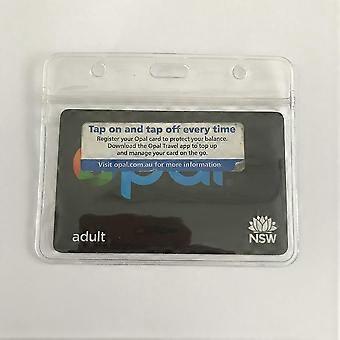 Tap on and tap off every time
Register your Opal card to protect your balance.
Download the Opal Travel app to top up
and manage your card on the go.
Visit opal.com.au for more information
opal
adult
NSW